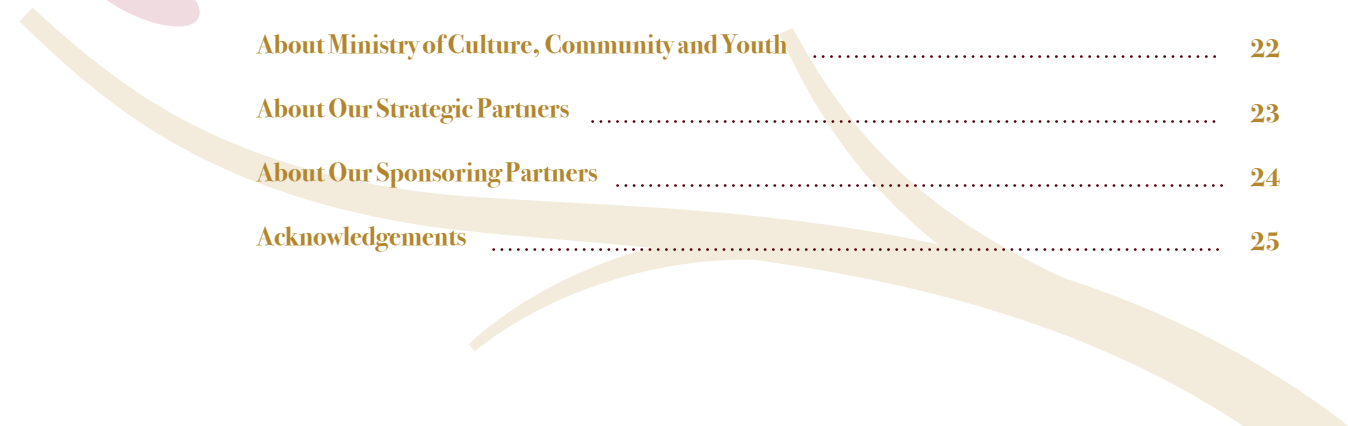 About Ministry of Culture, Community and Youth ........................................ 22
About Our Strategic Partners ........................................ 23
About Our Sponsoring Partners ........................................ 24
Acknowledgements ........................................ 25